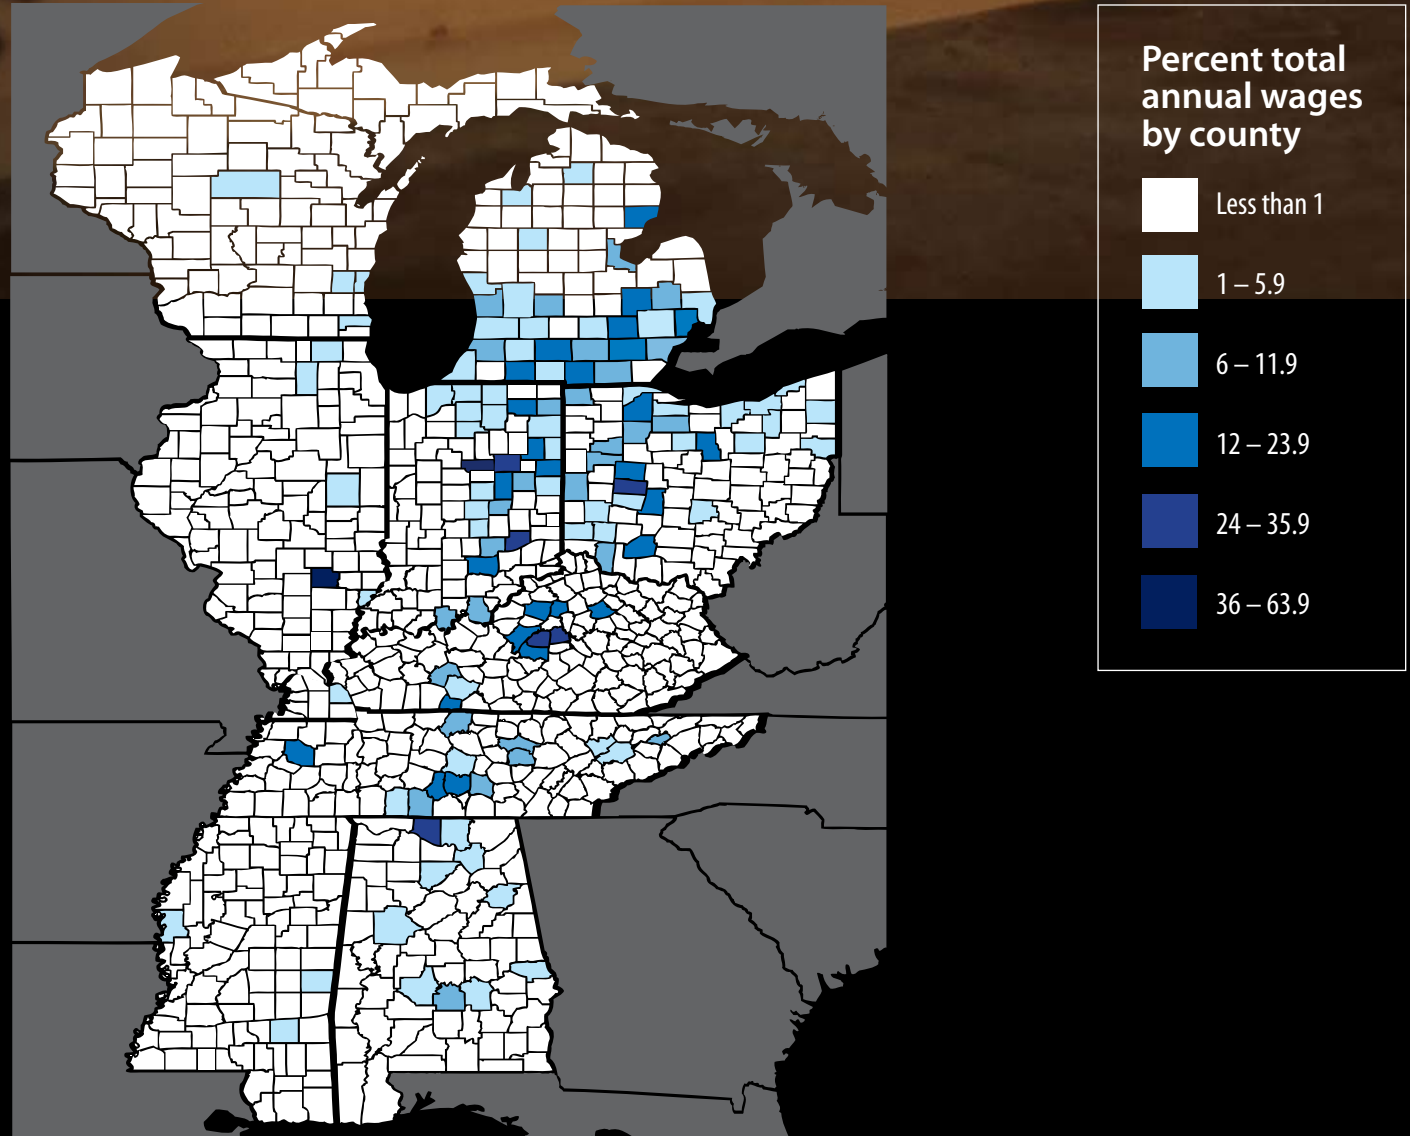 Percent total
annual wages
by county
Less than 1
1 – 5.9
6 – 11.9
12 – 23.9
24 – 35.9
36 – 63.9